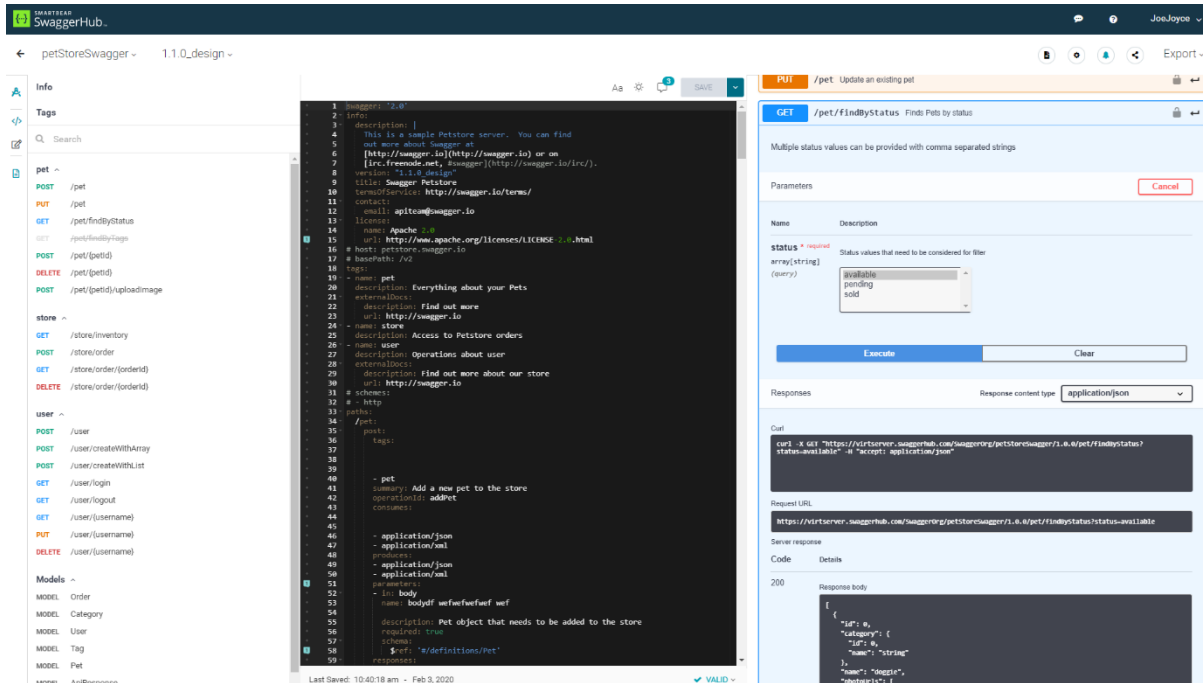 SMARTBEAR
SwaggerHub
JoeJoyce
petStoreSwagger
1.1.0_design
Export
Info
Tags
Search
pet
POST /pet
PUT /pet
GET /pet/findByStatus
GET /pet/findByTags
POST /pet/{petId}
DELETE /pet/{petId}
POST /pet/{petId}/uploadImage
store
GET /store/inventory
POST /store/order
GET /store/order/{orderId}
DELETE /store/order/{orderId}
user
POST /user
POST /user/createWithArray
POST /user/createWithList
GET /user/login
GET /user/logout
GET /user/{username}
PUT /user/{username}
DELETE /user/{username}
Models
MODEL Order
MODEL Category
MODEL User
MODEL Tag
MODEL Pet
MODEL ApiResponse
Aa
3
SAVE
1 swagger: "2.0"
2 info:
3 description: |
4 This is a sample Petstore server. You can find
5 out more about Swagger at
6 [http://swagger.io](http://swagger.io) or on
7 [irc.freenode.net, #swagger](http://swagger.io/irc/).
8 version: "1.1.0_design"
9 title: Swagger Petstore
10 termsOfService: http://swagger.io/terms/
11 contact:
12 email: apiteam@swagger.io
13 license:
14 name: Apache 2.0
15 url: http://www.apache.org/licenses/LICENSE-2.0.html
16 # host: petstore.swagger.io
17 # basePath: /v2
18 tags:
19 - name: pet
20 description: Everything about your Pets
21 externalDocs:
22 description: Find out more
23 url: http://swagger.io
24 - name: store
25 description: Access to Petstore orders
26 - name: user
27 description: Operations about user
28 externalDocs:
29 description: Find out more about our store
30 url: http://swagger.io
31 # schemes:
32 # - http
33 paths:
34 /pet:
35 post:
36 tags:
37
38
39
40 - pet
41 summary: Add a new pet to the store
42 operationId: addPet
43 consumes:
44
45
46 - application/json
47 - application/xml
48 produces:
49 - application/json
50 - application/xml
51 parameters:
52 - in: body
53 name: bodydf wefwefwefwef wef
54
55 description: Pet object that needs to be added to the store
56 required: true
57 schema:
58 $ref: '#/definitions/Pet'
59 responses:
Last Saved: 10:40:18 am - Feb 3, 2020
VALID
PUT /pet Update an existing pet
GET /pet/findByStatus Finds Pets by status
Multiple status values can be provided with comma separated strings
Parameters
Cancel
Name Description
status * required
array[string]
(query)
Status values that need to be considered for filter
available
pending
sold
Execute
Clear
Responses
Response content type application/json
Curl
curl -X GET "https://virtserver.swaggerhub.com/SwaggerOrg/petStoreSwagger/1.0.0/pet/findByStatus?
status=available" -H "accept: application/json"
Request URL
https://virtserver.swaggerhub.com/SwaggerOrg/petStoreSwagger/1.0.0/pet/findByStatus?status=available
Server response
Code Details
200
Response body
[
{
"id": 0,
"category": {
"id": 0,
"name": "string"
},
"name": "doggie",
"photoUrls": [